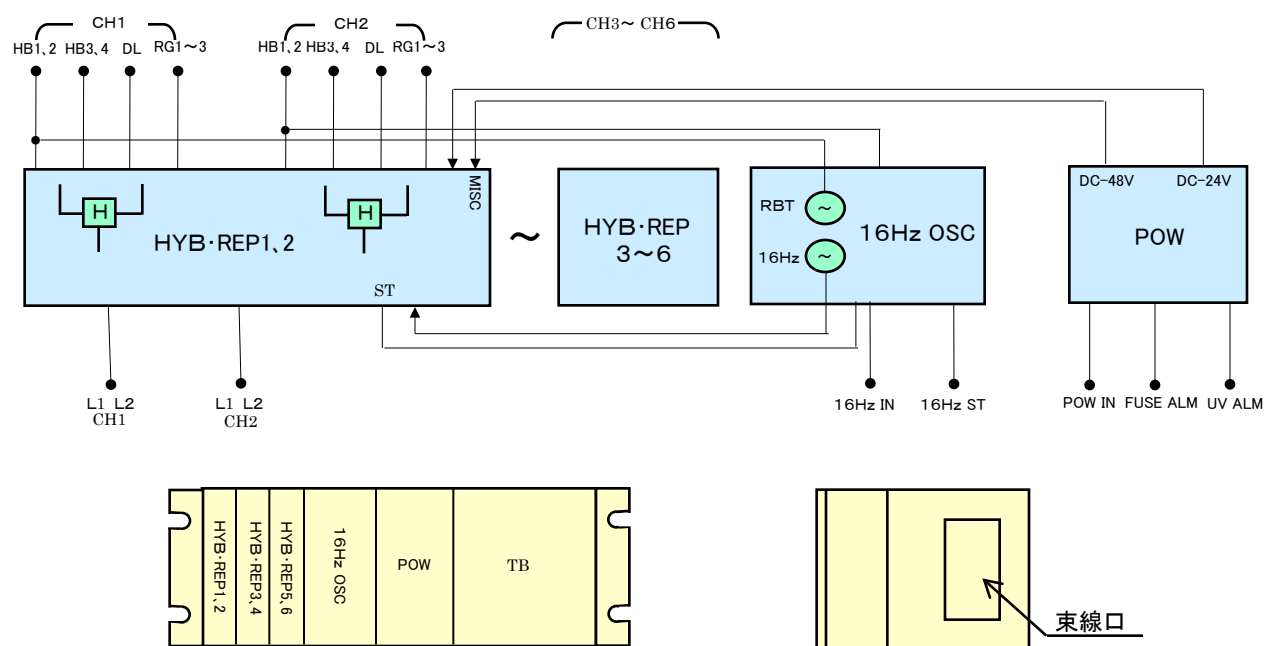 CH1
CH2
CH3～CH6
HB1、2 HB3、4 DL RG1～3
HB1、2 HB3、4 DL RG1～3
MISC
H
H
HYB･REP1、2
ST
～
HYB･REP
3～6
RBT
～
16Hz
～
16Hz OSC
DC-48V DC-24V
POW
L1 L2
CH1
L1 L2
CH2
16Hz IN
16Hz ST
POW IN FUSE ALM UV ALM
HYB･REP1、2
HYB･REP3、4
HYB･REP5、6
16Hz OSC
POW
TB
束線口